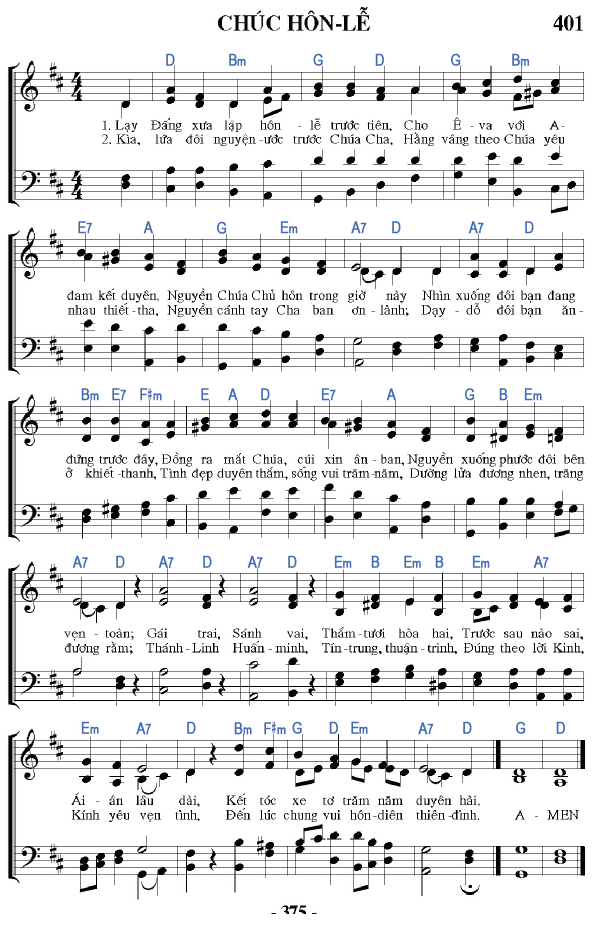 CHÚC HÔN-LỄ 401
D Bm G D G Bm
1. Lạy Đấng xưa lập hôn - lễ trước tiên, Cho Ê - va với A -
2. Kìa, lứa đôi nguyện-ước trước Chúa Cha, Hằng vâng theo Chúa yêu
E7 A G Em A7 D A7 D
đam kết duyên. Nguyền Chúa Chủ hôn trong giờ này Nhìn xuống đôi bạn đang
nhau thiết-tha. Nguyền cánh tay Cha ban ơn-lành; Dạy-dỗ đôi bạn ăn-
Bm E7 F#m E A D E7 A G B Em
đứng trước đây, Đồng ra mắt Chúa, cúi xin ân-ban, Nguyền xuống phước đôi bên
ở khiết-thanh, Tình đẹp duyên thắm, sống vui trăm-năm, Dường lửa đương nhen, trăng
A7 D A7 D Em B Em B Em A7
vẹn-toàn; Gái trai, Sánh vai, Thắm-tươi hòa hai, Trước sau nào sai,
đương rằm; Thánh-Linh Huấn-minh, Tín-trung, thuận-trinh, Đúng theo lời Kinh,
Em A7 D Bm F#m G D Em A7 D G D
Ái-ân lâu dài, Kết tóc xe tơ trăm năm duyên hài.
Kính yêu vẹn tình, Đến lúc chung vui hôn-diên thiên-đình. A-MEN
- 375 -